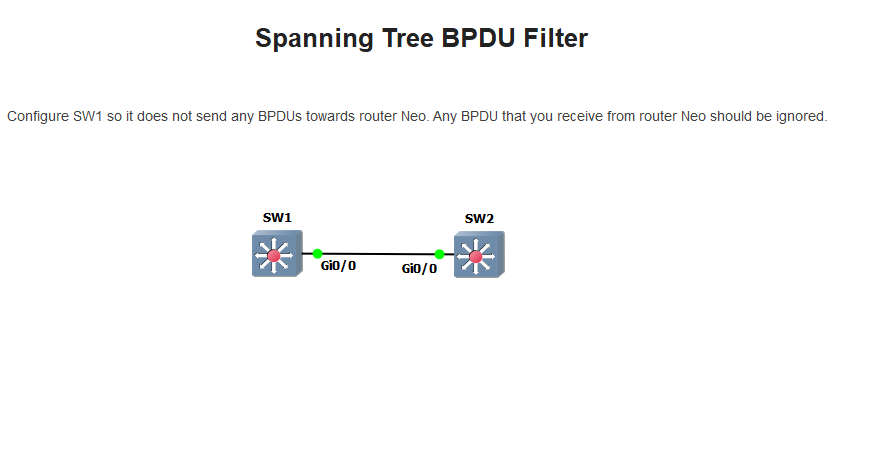 Spanning Tree BPDU Filter
Configure SW1 so it does not send any BPDUs towards router Neo. Any BPDU that you receive from router Neo should be ignored.
SW1
SW2
Gi0/0
Gi0/0